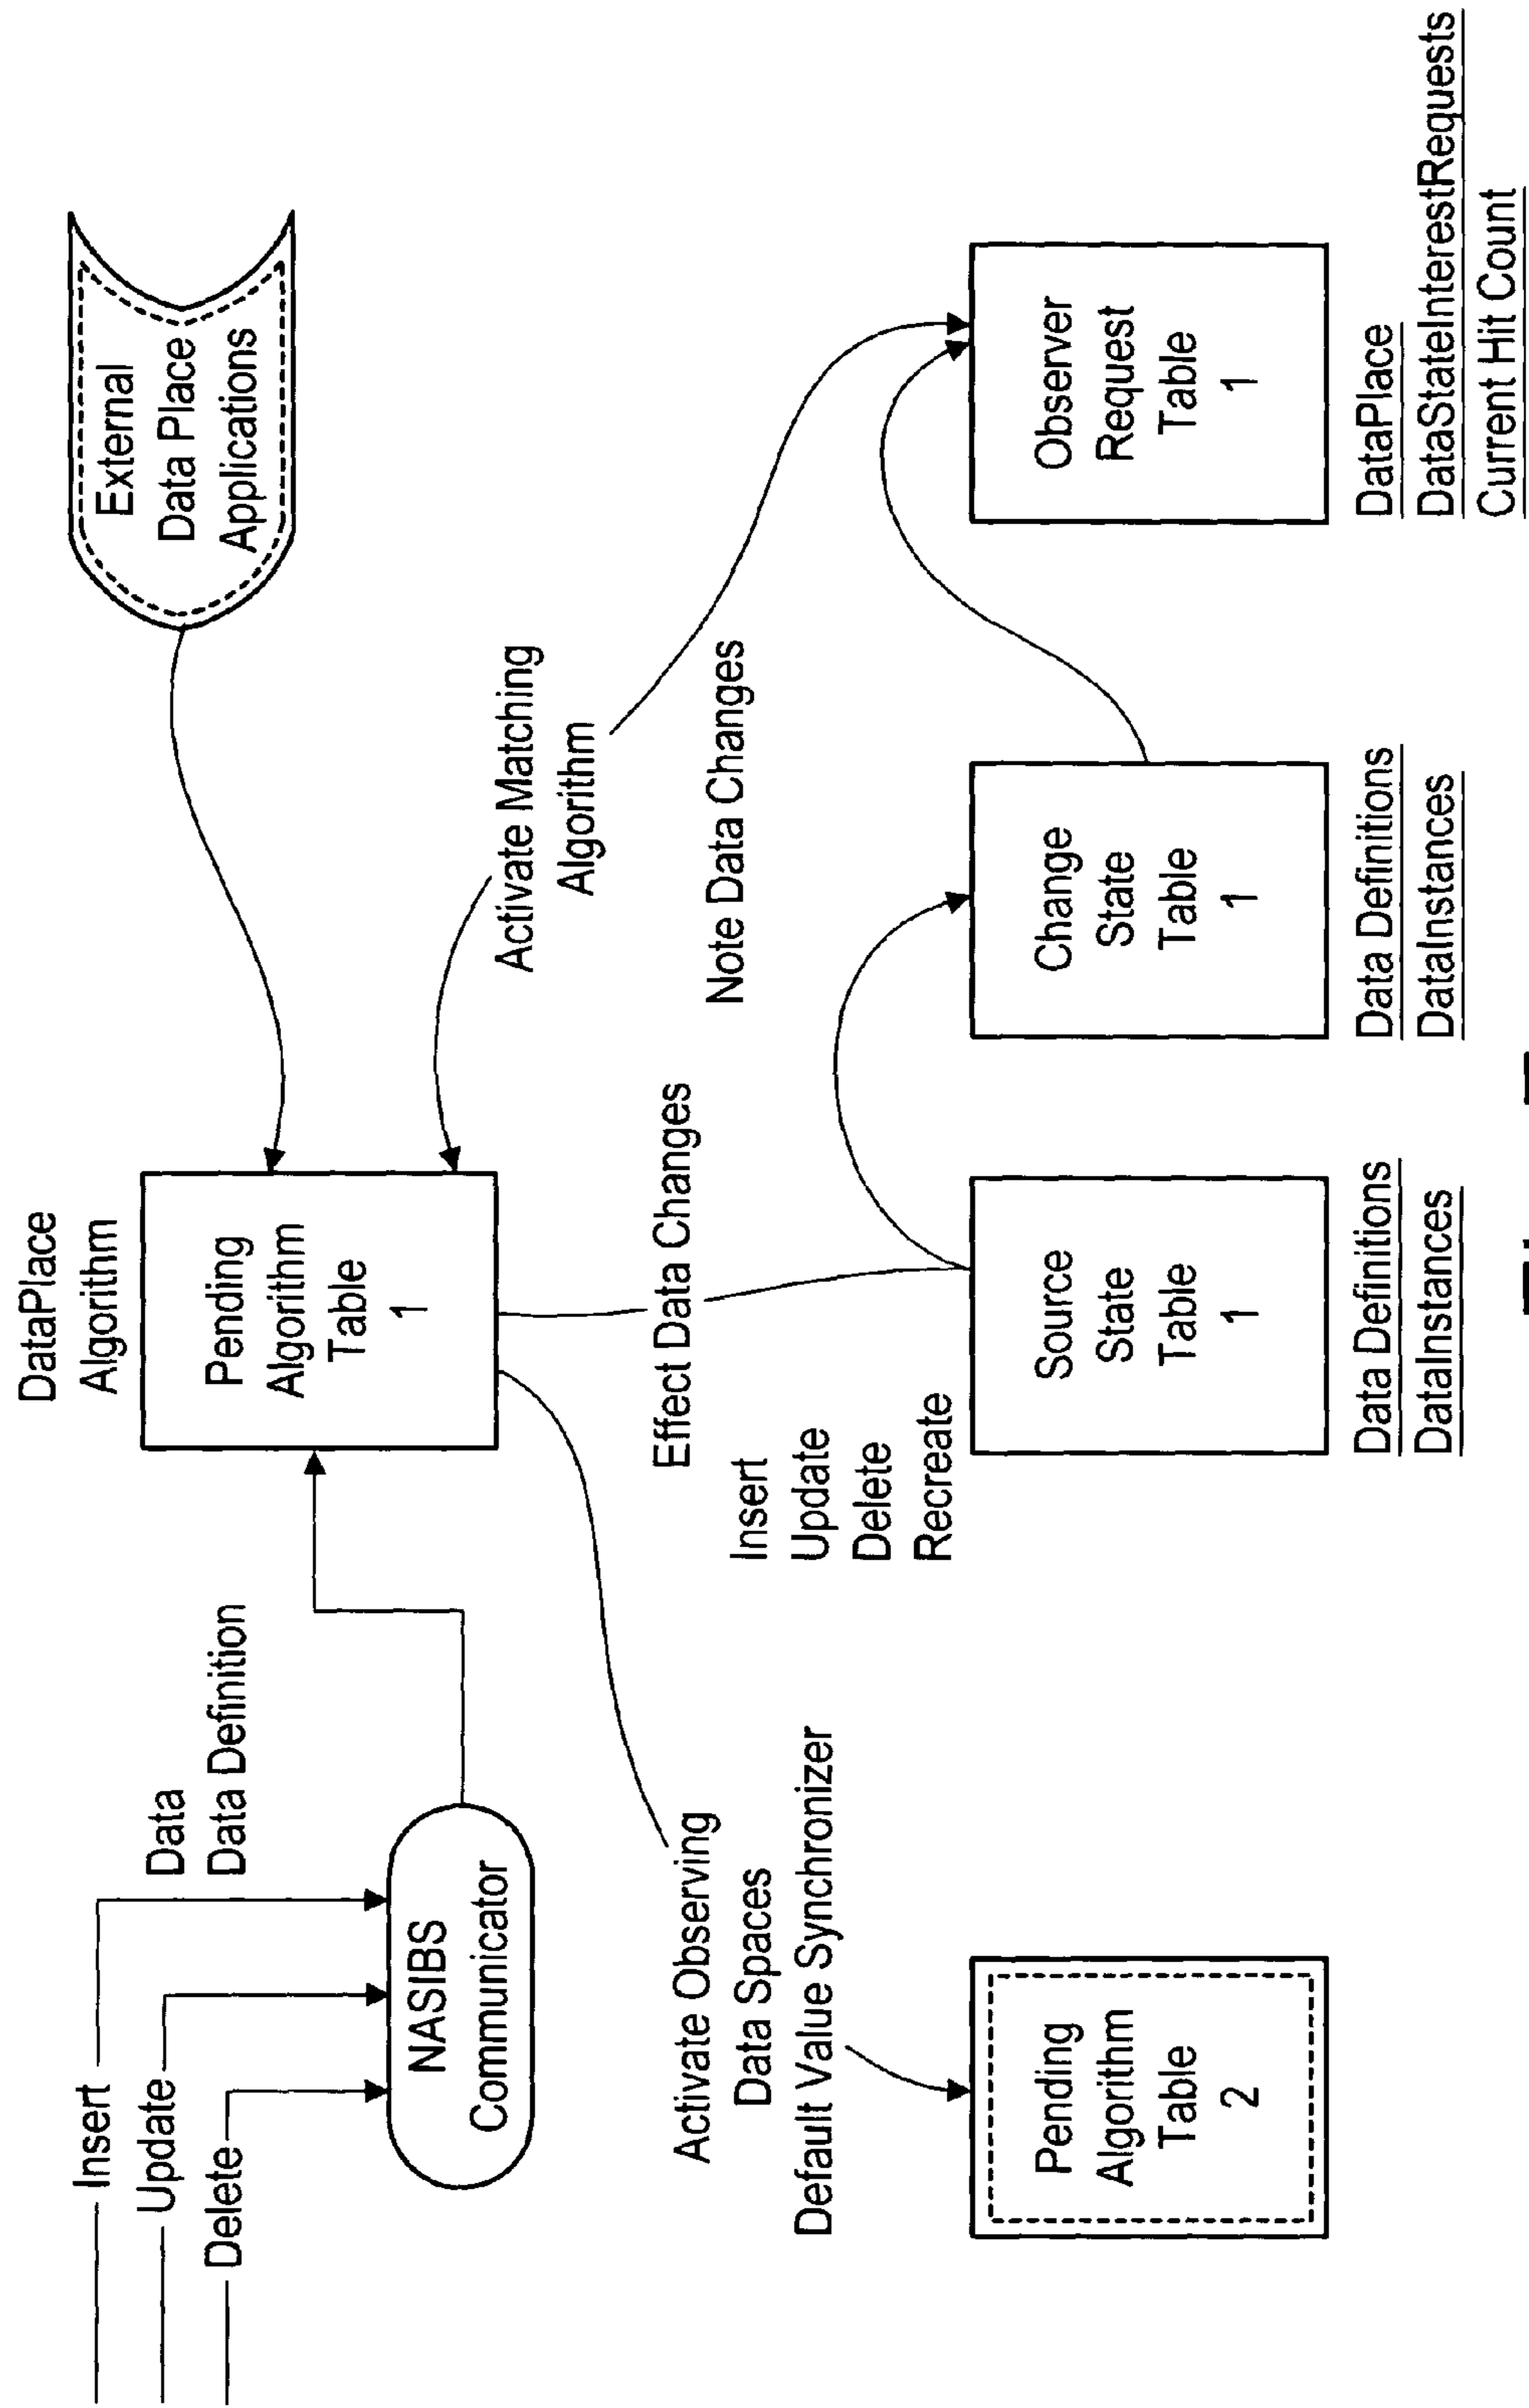 Insert
Update
Delete
Data
Data Definition
NASIBS
Communicator
DataPlace
Algorithm
Pending
Algorithm
Table
1
External
Data Place
Applications
Activate Matching
Algorithm
Activate Observing
Data Spaces
Default Value Synchronizer
Effect Data Changes
Note Data Changes
Insert
Update
Delete
Recreate
Pending
Algorithm
Table
2
Source
State
Table
1
Data Definitions
DataInstances
Change
State
Table
1
Data Definitions
DataInstances
Observer
Request
Table
1
DataPlace
DataStateInterestRequests
Current Hit Count